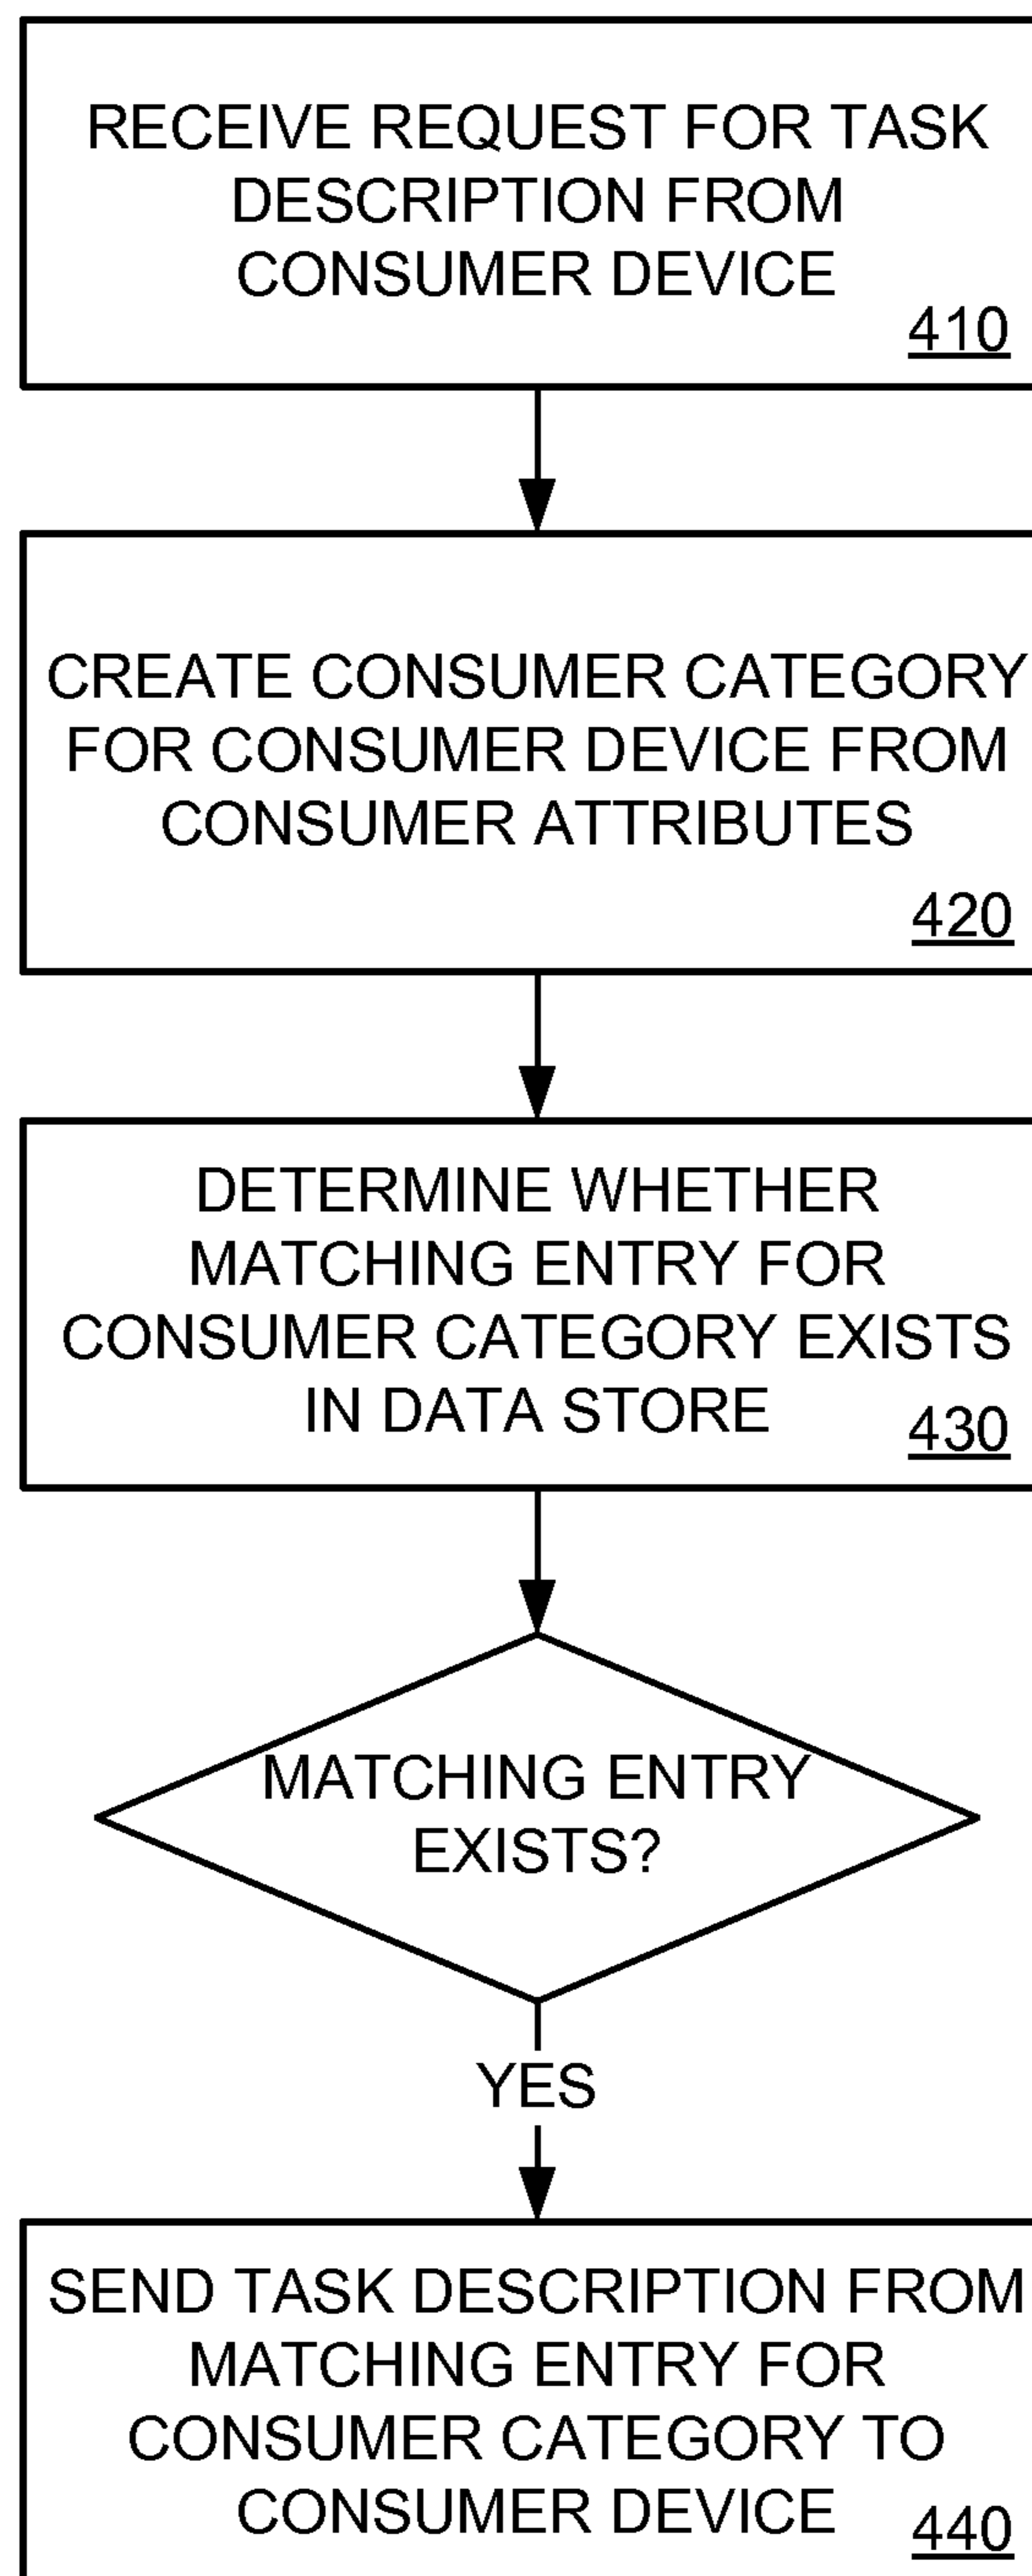 RECEIVE REQUEST FOR TASK
DESCRIPTION FROM
CONSUMER DEVICE
410
CREATE CONSUMER CATEGORY
FOR CONSUMER DEVICE FROM
CONSUMER ATTRIBUTES
420
DETERMINE WHETHER
MATCHING ENTRY FOR
CONSUMER CATEGORY EXISTS
IN DATA STORE
430
MATCHING ENTRY
EXISTS?
YES
SEND TASK DESCRIPTION FROM
MATCHING ENTRY FOR
CONSUMER CATEGORY TO
CONSUMER DEVICE
440